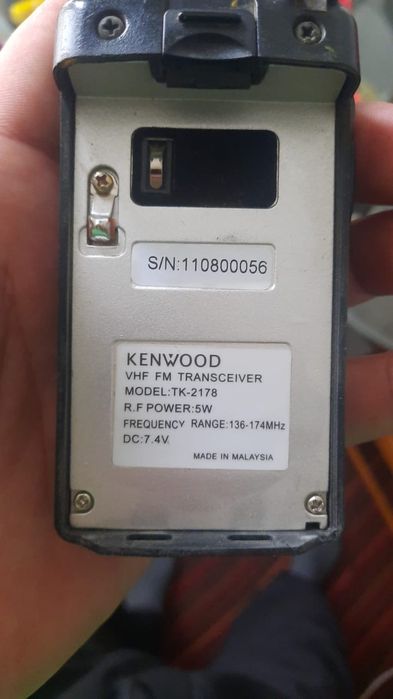 S/N:110800056
KENWOOD
VHF FM TRANSCEIVER
MODEL:TK-2178
R.F POWER:5W
FREQUENCY RANGE:136-174MHz
DC:7.4V
MADE IN MALAYSIA